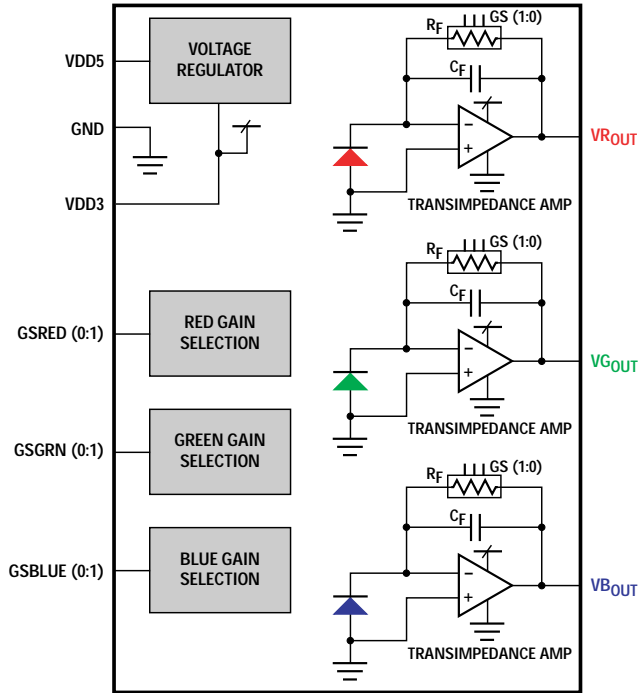 VDD5
VOLTAGE
REGULATOR
GND
VDD3
RF
GS (1:0)
CF
−
+
VROUT
TRANSIMPEDANCE AMP
GSRED (0:1)
RED GAIN
SELECTION
RF
GS (1:0)
CF
−
+
VGOUT
TRANSIMPEDANCE AMP
GSGRN (0:1)
GREEN GAIN
SELECTION
GSBLUE (0:1)
BLUE GAIN
SELECTION
RF
GS (1:0)
CF
−
+
VBOUT
TRANSIMPEDANCE AMP